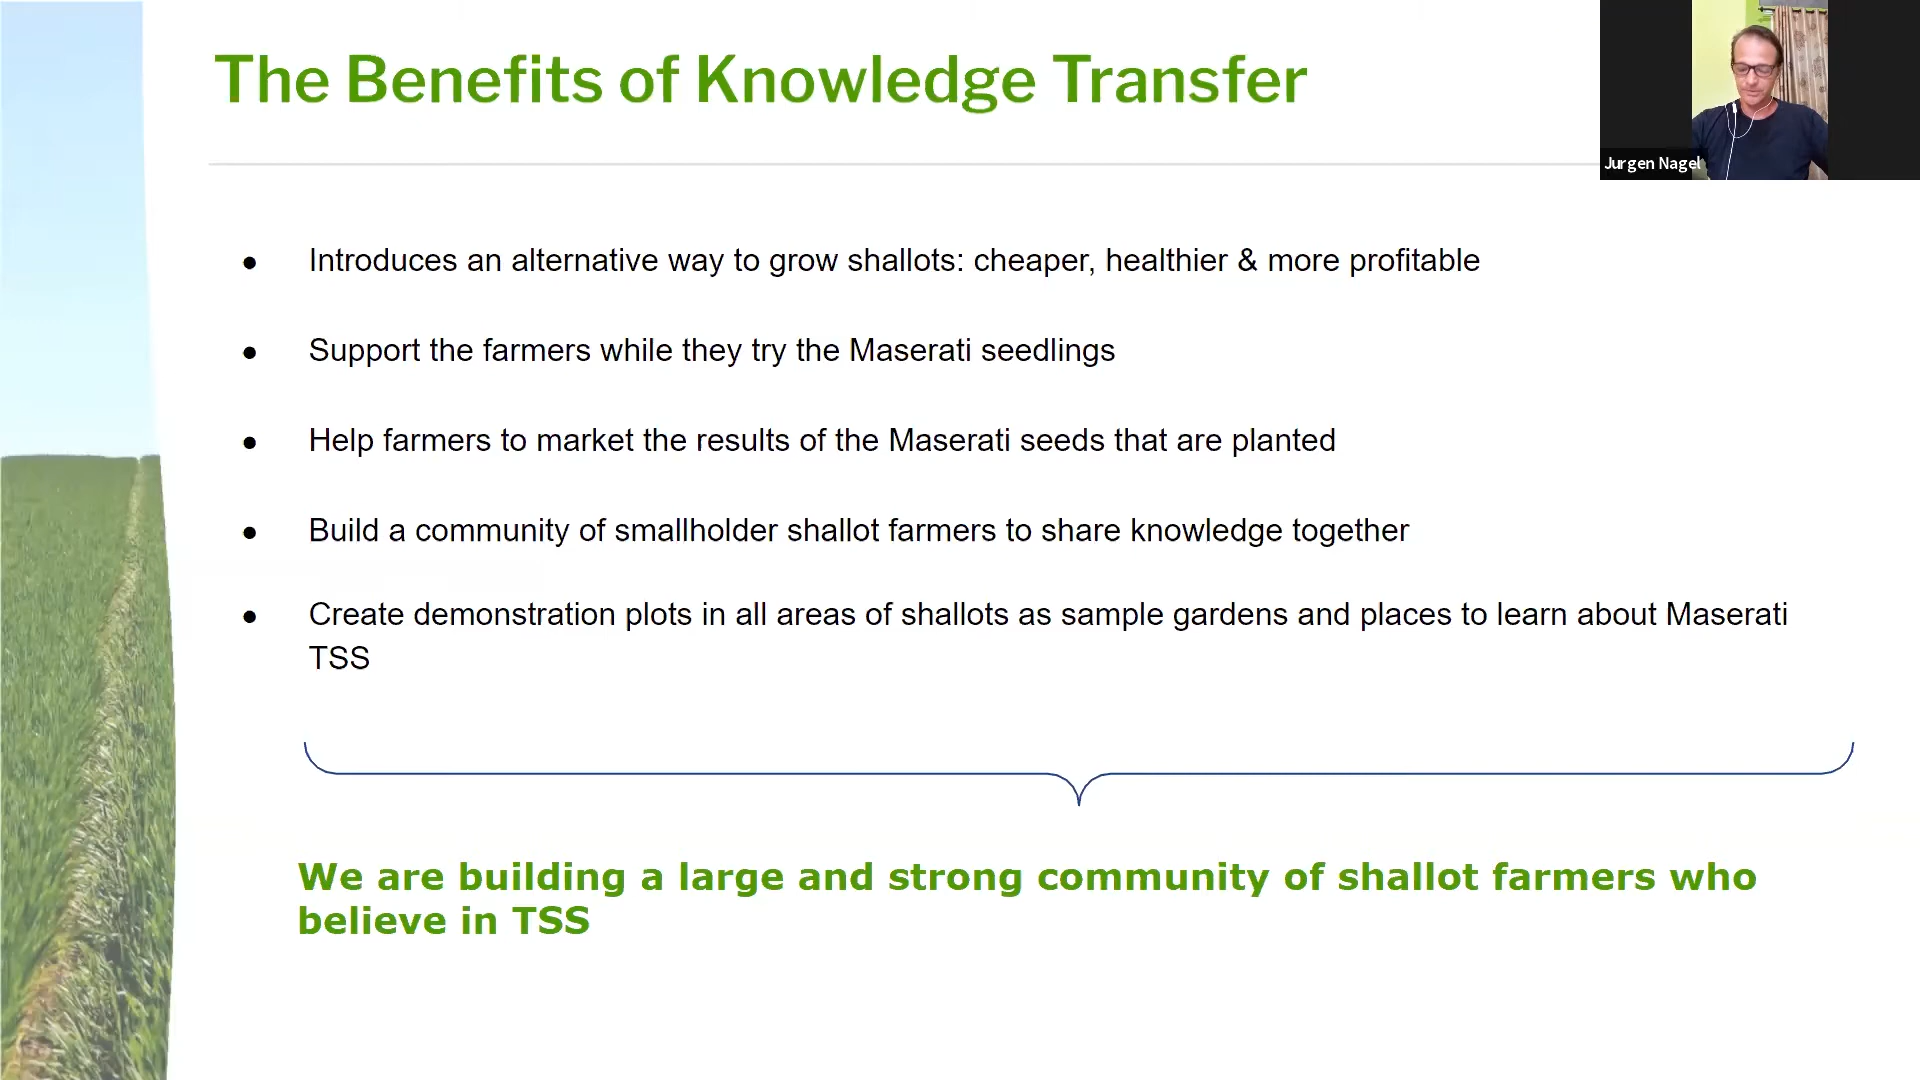 The Benefits of Knowledge Transfer
Jurgen Nagel
● Introduces an alternative way to grow shallots: cheaper, healthier & more profitable
● Support the farmers while they try the Maserati seedlings
● Help farmers to market the results of the Maserati seeds that are planted
● Build a community of smallholder shallot farmers to share knowledge together
● Create demonstration plots in all areas of shallots as sample gardens and places to learn about Maserati
TSS
We are building a large and strong community of shallot farmers who
believe in TSS